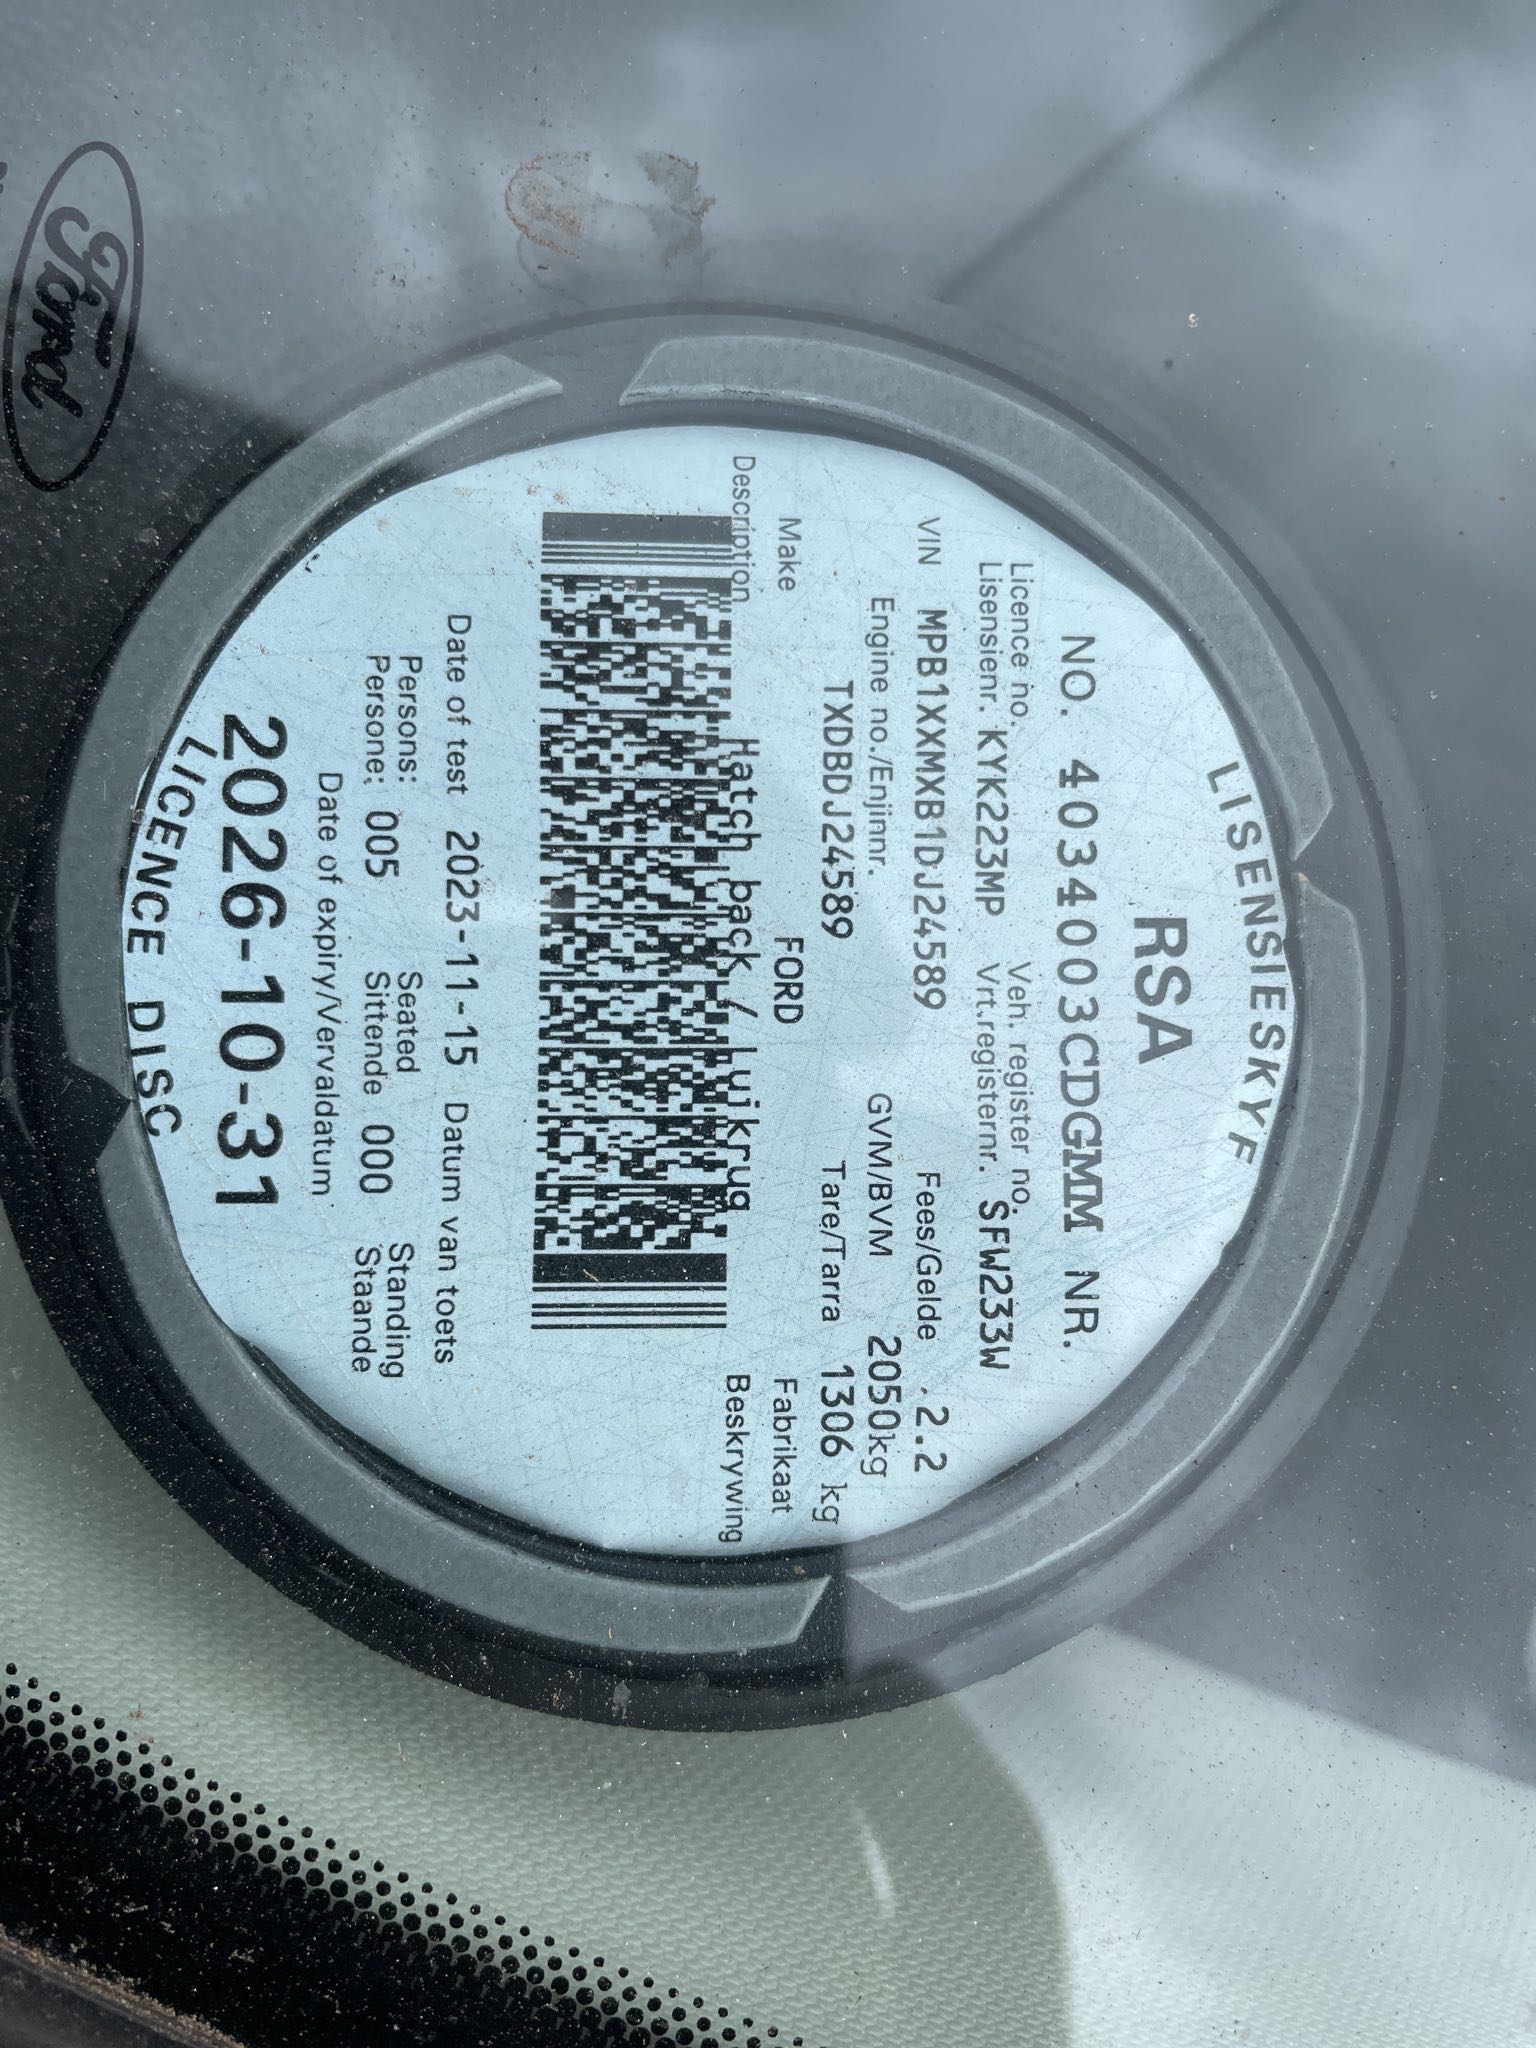 Ford
LISENSIESKYF
RSA
NO. 4034003CDGMM NR.
Licence no. Veh. register no.
Lisensienr. KYK223MP Vrt.registernr. SFW233W
VIN MPB1XXMXB1DJ24589 Fees/Gelde .2.2
Engine no./Enjinnr. GVM/BVM 2050kg
TXDBDJ24589 Tare/Tarra 1306 kg
Make FORD Fabrikaat
Description Hatch back / Luikrug Beskrywing
Date of test 2023-11-15 Datum van toets
Persons: Seated Standing
Persone: 005 Sittende 000 Staande
Date of expiry/Vervaldatum
2026-10-31
LICENCE DISC